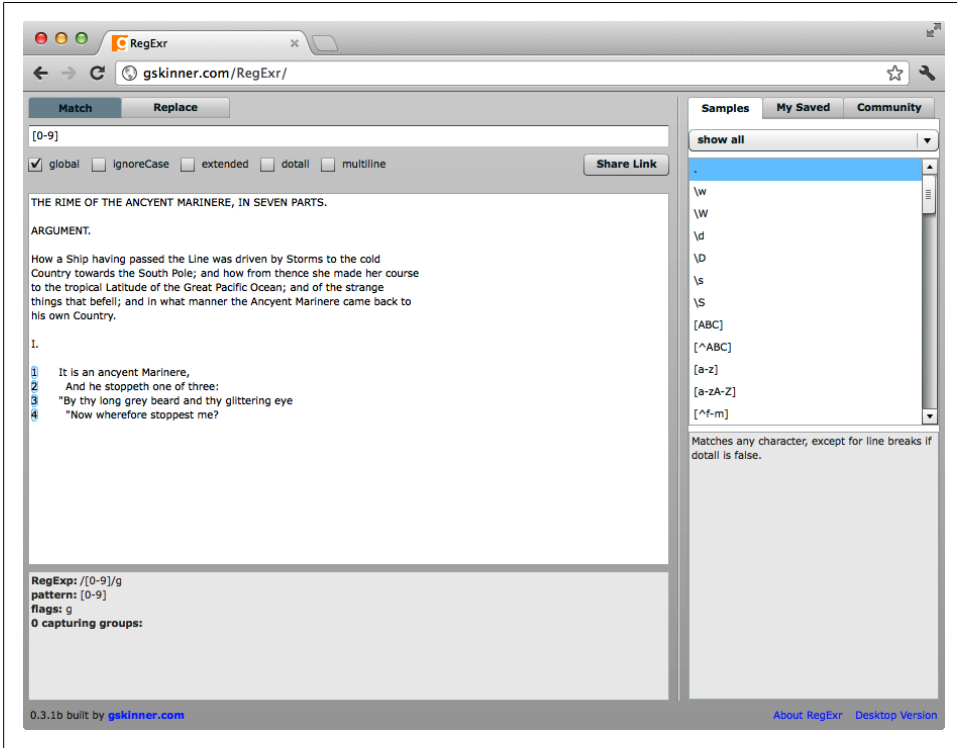 RegExr
gskinner.com/RegExr/
Match Replace
[0-9]
global ignoreCase extended dotall multiline Share Link
THE RIME OF THE ANCYENT MARINERE, IN SEVEN PARTS.
ARGUMENT.
How a Ship having passed the Line was driven by Storms to the cold
Country towards the South Pole; and how from thence she made her course
to the tropical Latitude of the Great Pacific Ocean; and of the strange
things that befell; and in what manner the Ancyent Marinere came back to
his own Country.
I.
1 It is an ancyent Marinere,
2 And he stoppeth one of three:
3 "By thy long grey beard and thy glittering eye
4 "Now wherefore stoppest me?
RegExp: /[0-9]/g
pattern: [0-9]
flags: g
0 capturing groups:
Samples My Saved Community
show all
.
\w
\W
\d
\D
\s
\S
[ABC]
[^ABC]
[a-z]
[a-zA-Z]
[^f-m]
Matches any character, except for line breaks if
dotall is false.
0.3.1b built by gskinner.com
About RegExr Desktop Version